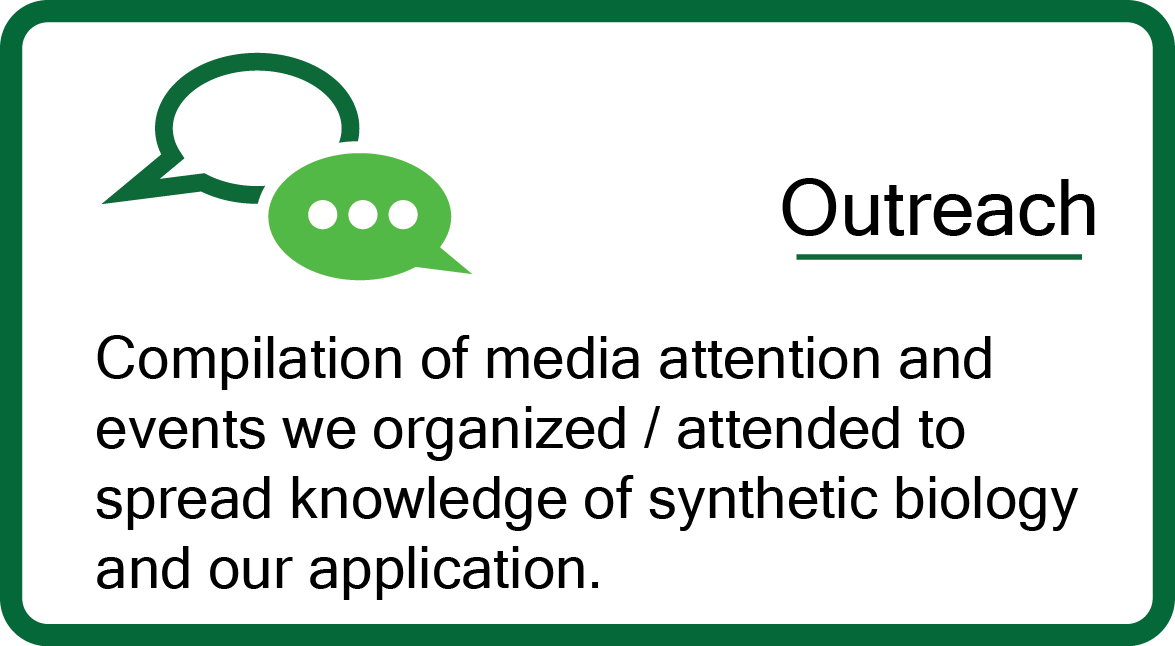 Outreach
Compilation of media attention and
events we organized / attended to
spread knowledge of synthetic biology
and our application.